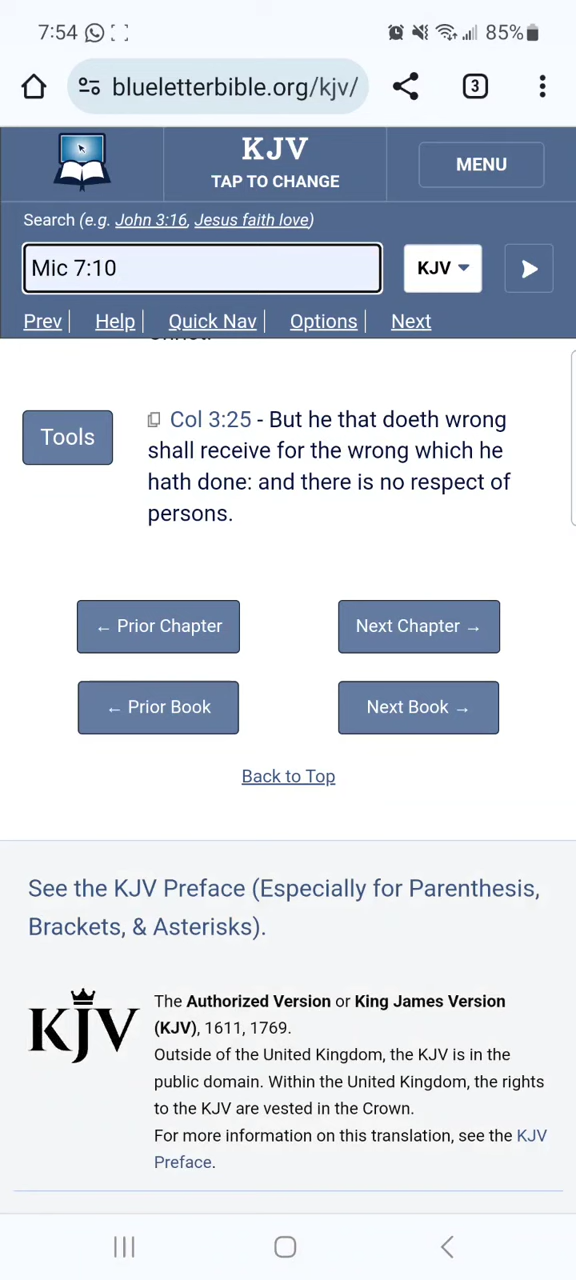 7:54 85%
blueletterbible.org/kjv/ 3
KJV
TAP TO CHANGE
MENU
Search (e.g. John 3:16, Jesus faith love)
Mic 7:10
KJV
Prev Help Quick Nav Options Next
Tools
Col 3:25 - But he that doeth wrong
shall receive for the wrong which he
hath done: and there is no respect of
persons.
← Prior Chapter Next Chapter →
← Prior Book Next Book →
Back to Top
See the KJV Preface (Especially for Parenthesis,
Brackets, & Asterisks).
KJV
The Authorized Version or King James Version
(KJV), 1611, 1769.
Outside of the United Kingdom, the KJV is in the
public domain. Within the United Kingdom, the rights
to the KJV are vested in the Crown.
For more information on this translation, see the KJV
Preface.